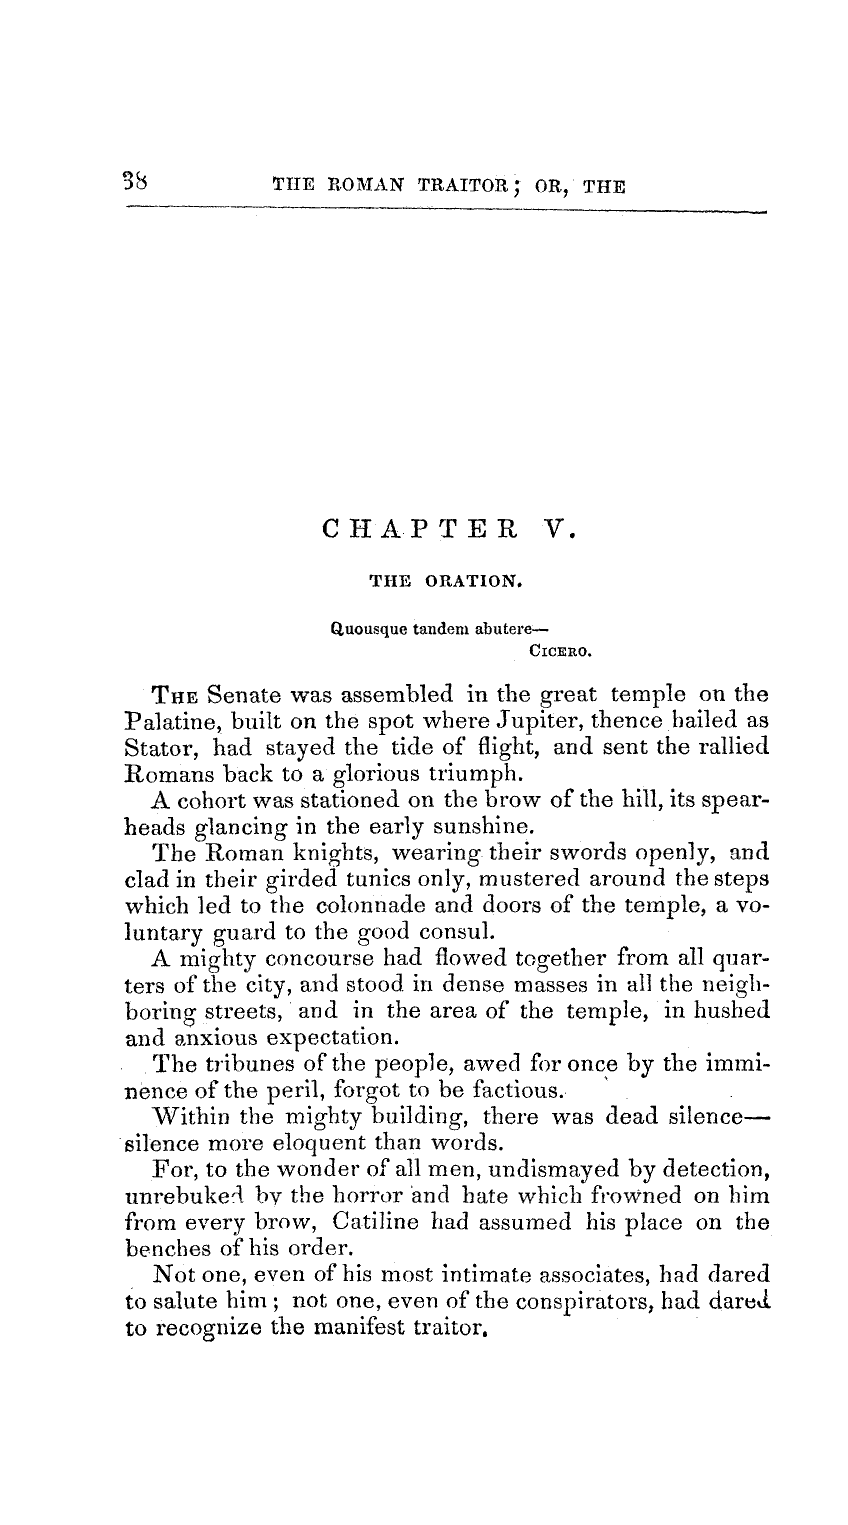 38 THE ROMAN TRAITOR; OR, THE
CHAPTER V.
THE ORATION.
Quousque tandem abutere—
CICERO.
THE Senate was assembled in the great temple on the
Palatine, built on the spot where Jupiter, thence hailed as
Stator, had stayed the tide of flight, and sent the rallied
Romans back to a glorious triumph.
A cohort was stationed on the brow of the hill, its spear-
heads glancing in the early sunshine.
The Roman knights, wearing their swords openly, and
clad in their girded tunics only, mustered around the steps
which led to the colonnade and doors of the temple, a vo-
luntary guard to the good consul.
A mighty concourse had flowed together from all quar-
ters of the city, and stood in dense masses in all the neigh-
boring streets, and in the area of the temple, in hushed
and anxious expectation.
The tribunes of the people, awed for once by the immi-
nence of the peril, forgot to be factious.
Within the mighty building, there was dead silence—
silence more eloquent than words.
For, to the wonder of all men, undismayed by detection,
unrebuked by the horror and hate which frowned on him
from every brow, Catiline had assumed his place on the
benches of his order.
Not one, even of his most intimate associates, had dared
to salute him; not one, even of the conspirators, had dared
to recognize the manifest traitor.